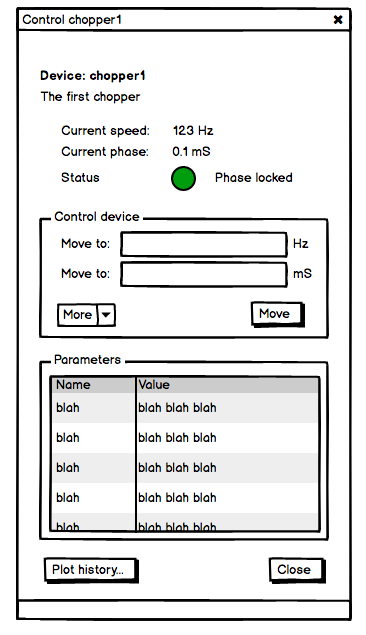 Control chopper1
Device: chopper1
The first chopper
Current speed: 123 Hz
Current phase: 0.1 mS
Status Phase locked
Control device
Move to: Hz
Move to: mS
More Move
Parameters
Name Value
blah blah blah blah
blah blah blah blah
blah blah blah blah
blah blah blah blah
blah blah blah blah
Plot history... Close